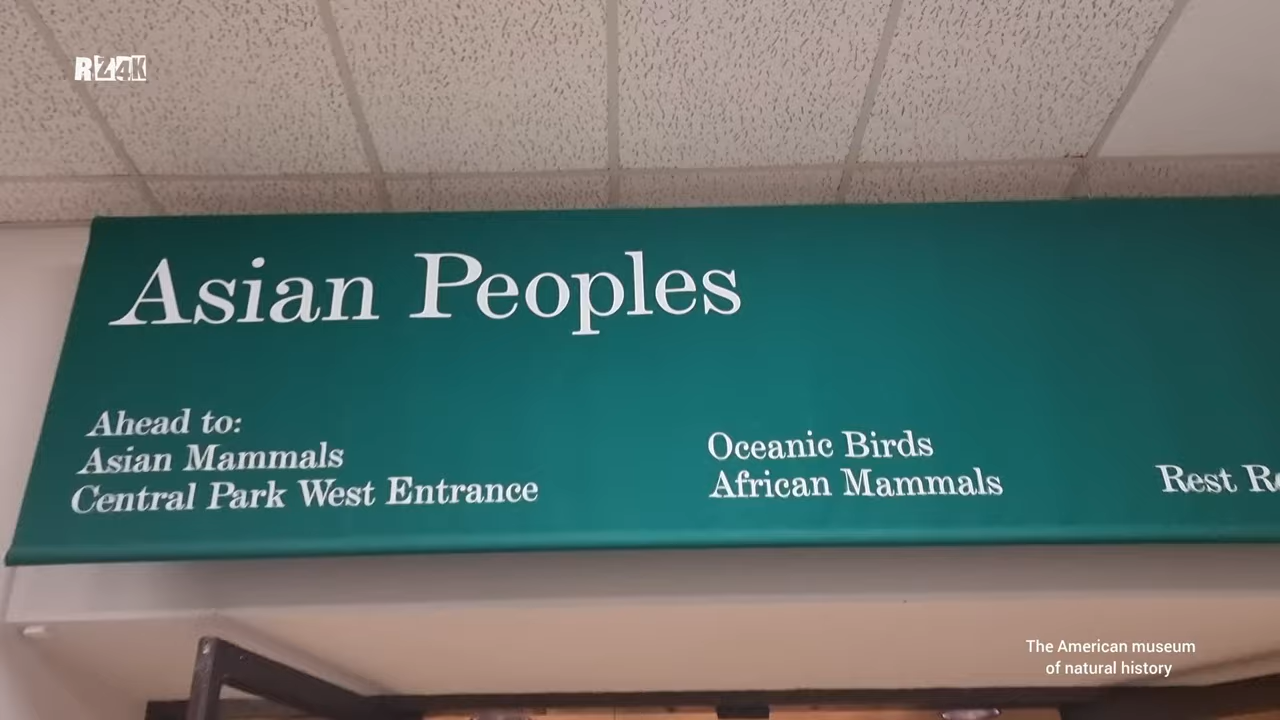 RZ4K
Asian Peoples
Ahead to:
Asian Mammals
Central Park West Entrance
Oceanic Birds
African Mammals
Rest
The American museum
of natural history